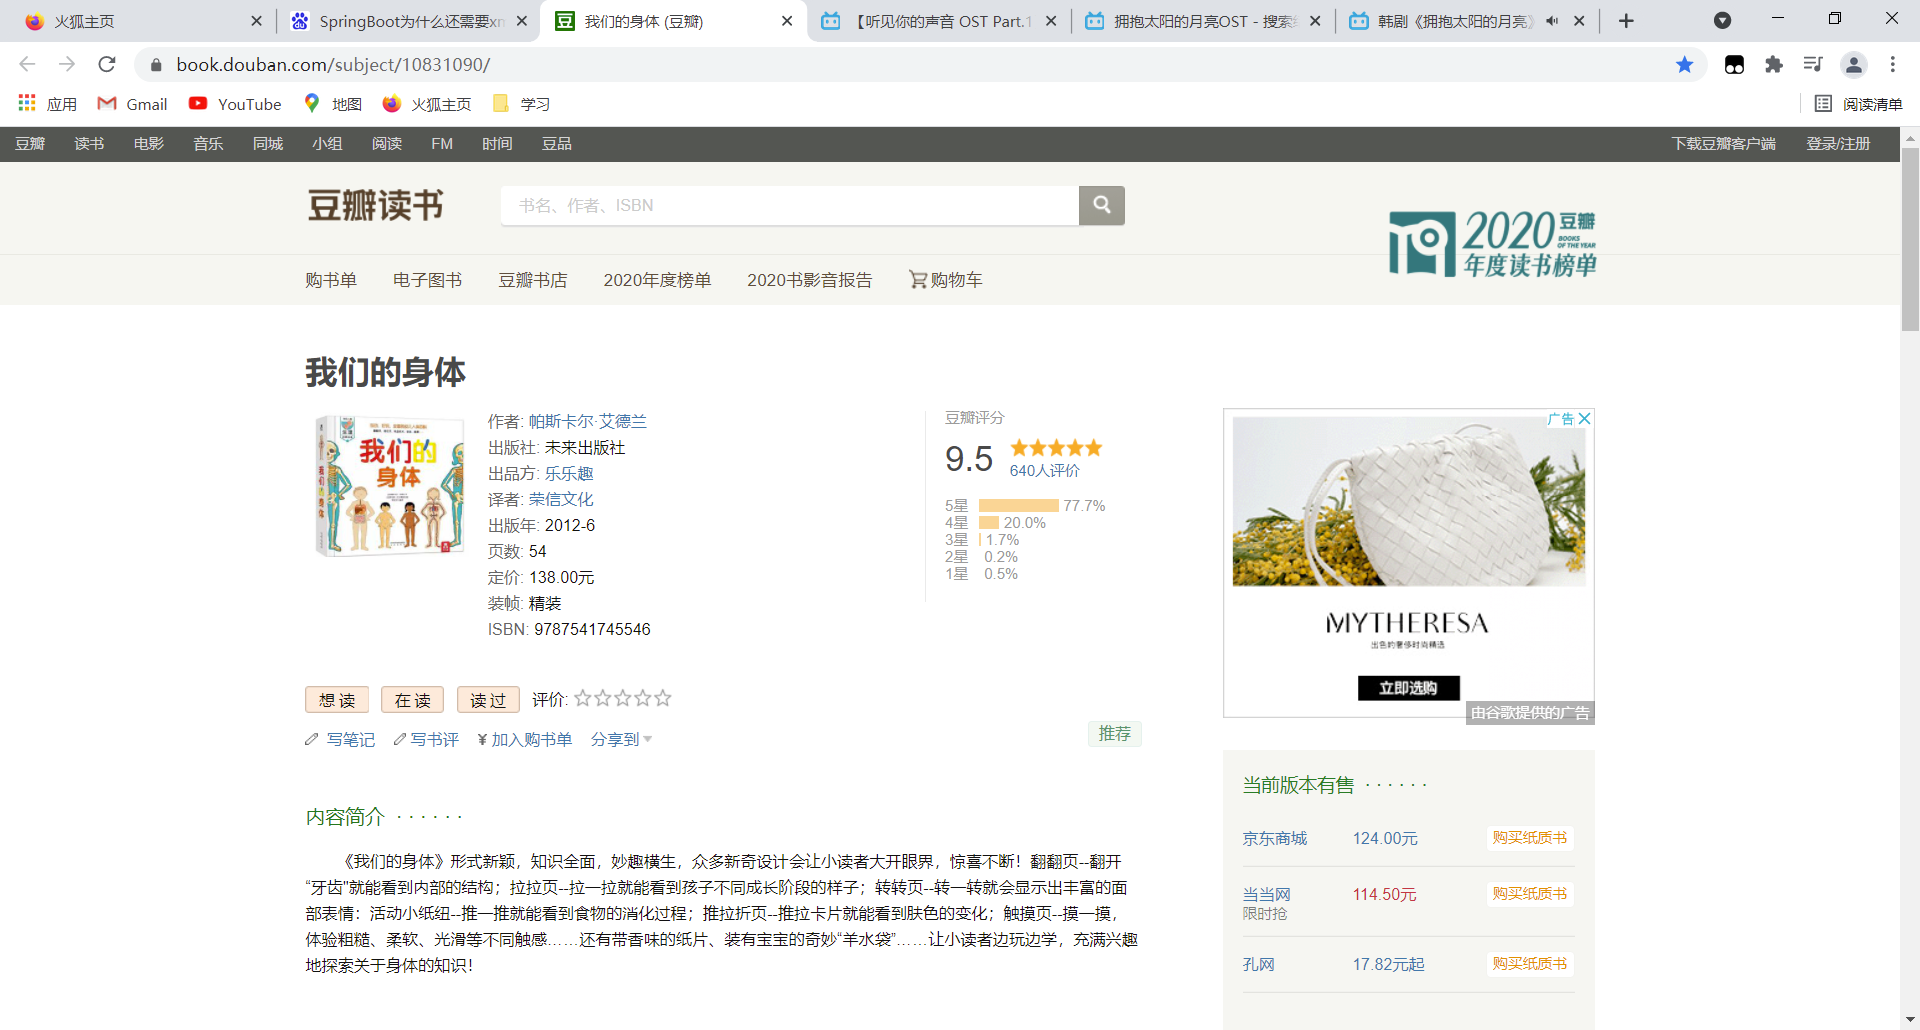 火狐主页
SpringBoot为什么还需要xn
我们的身体 (豆瓣)
【听见你的声音 OST Part.1
拥抱太阳的月亮OST - 搜索
韩剧《拥抱太阳的月亮》
book.douban.com/subject/10831090/
应用 Gmail YouTube 地图 火狐主页 学习 阅读清单
豆瓣 读书 电影 音乐 同城 小组 阅读 FM 时间 豆品 下载豆瓣客户端 登录/注册
豆瓣读书
书名、作者、ISBN
2020 豆瓣
BOOKS OF THE YEAR
年度读书榜单
购书单 电子图书 豆瓣书店 2020年度榜单 2020书影音报告 购物车
我们的身体
我们的
身体
我们的身体
作者: 帕斯卡尔·艾德兰
出版社: 未来出版社
出品方: 乐乐趣
译者: 荣信文化
出版年: 2012-6
页数: 54
定价: 138.00元
装帧: 精装
ISBN: 9787541745546
豆瓣评分
9.5
640人评价
5星 77.7%
4星 20.0%
3星 1.7%
2星 0.2%
1星 0.5%
广告
MYTHERESA
出色的奢侈时尚精选
立即选购
由谷歌提供的广告
想读 在读 读过 评价:
写笔记 写书评 ¥加入购书单 分享到
推荐
内容简介 · · · · · ·
《我们的身体》形式新颖，知识全面，妙趣横生，众多新奇设计会让小读者大开眼界，惊喜不断！翻翻页--翻开
“牙齿”就能看到内部的结构；拉拉页--拉一拉就能看到孩子不同成长阶段的样子；转转页--转一转就会显示出丰富的面
部表情：活动小纸纽--推一推就能看到食物的消化过程；推拉折页--推拉卡片就能看到肤色的变化；触摸页--摸一摸，
体验粗糙、柔软、光滑等不同触感……还有带香味的纸片、装有宝宝的奇妙“羊水袋”……让小读者边玩边学，充满兴趣
地探索关于身体的知识！
当前版本有售 · · · · · ·
京东商城 124.00元 购买纸质书
当当网 114.50元 购买纸质书
限时抢
孔网 17.82元起 购买纸质书